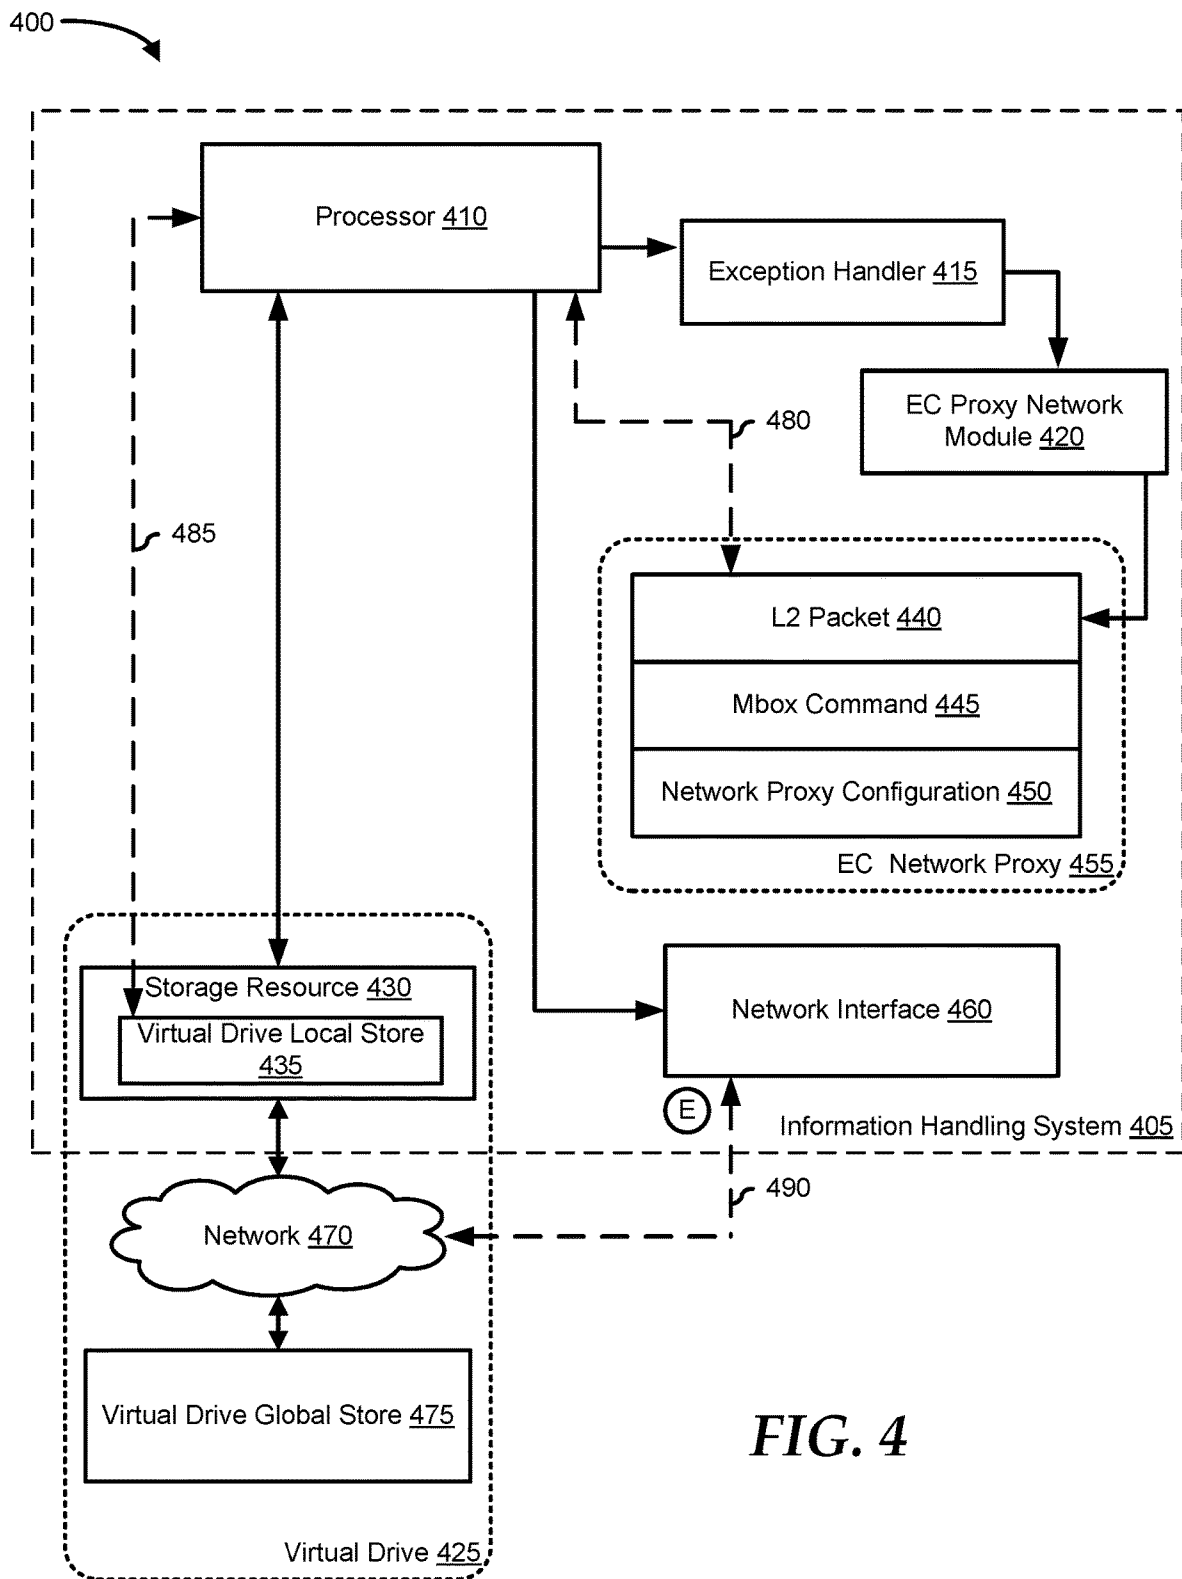 400
Processor 410
Exception Handler 415
EC Proxy Network
Module 420
480
485
L2 Packet 440
Mbox Command 445
Network Proxy Configuration 450
EC Network Proxy 455
Storage Resource 430
Virtual Drive Local Store
435
Network Interface 460
E
Information Handling System 405
490
Network 470
Virtual Drive Global Store 475
FIG. 4
Virtual Drive 425